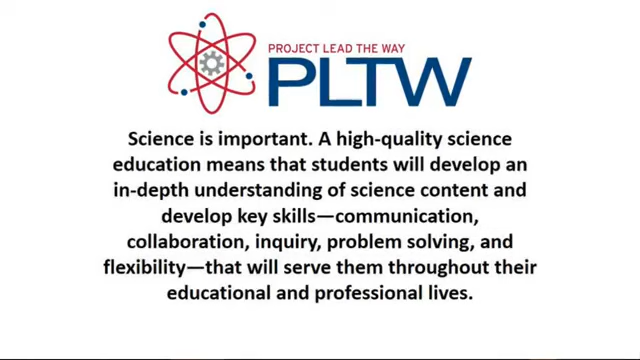 PROJECT LEAD THE WAY
PLTW
Science is important. A high-quality science
education means that students will develop an
in-depth understanding of science content and
develop key skills—communication,
collaboration, inquiry, problem solving, and
flexibility—that will serve them throughout their
educational and professional lives.